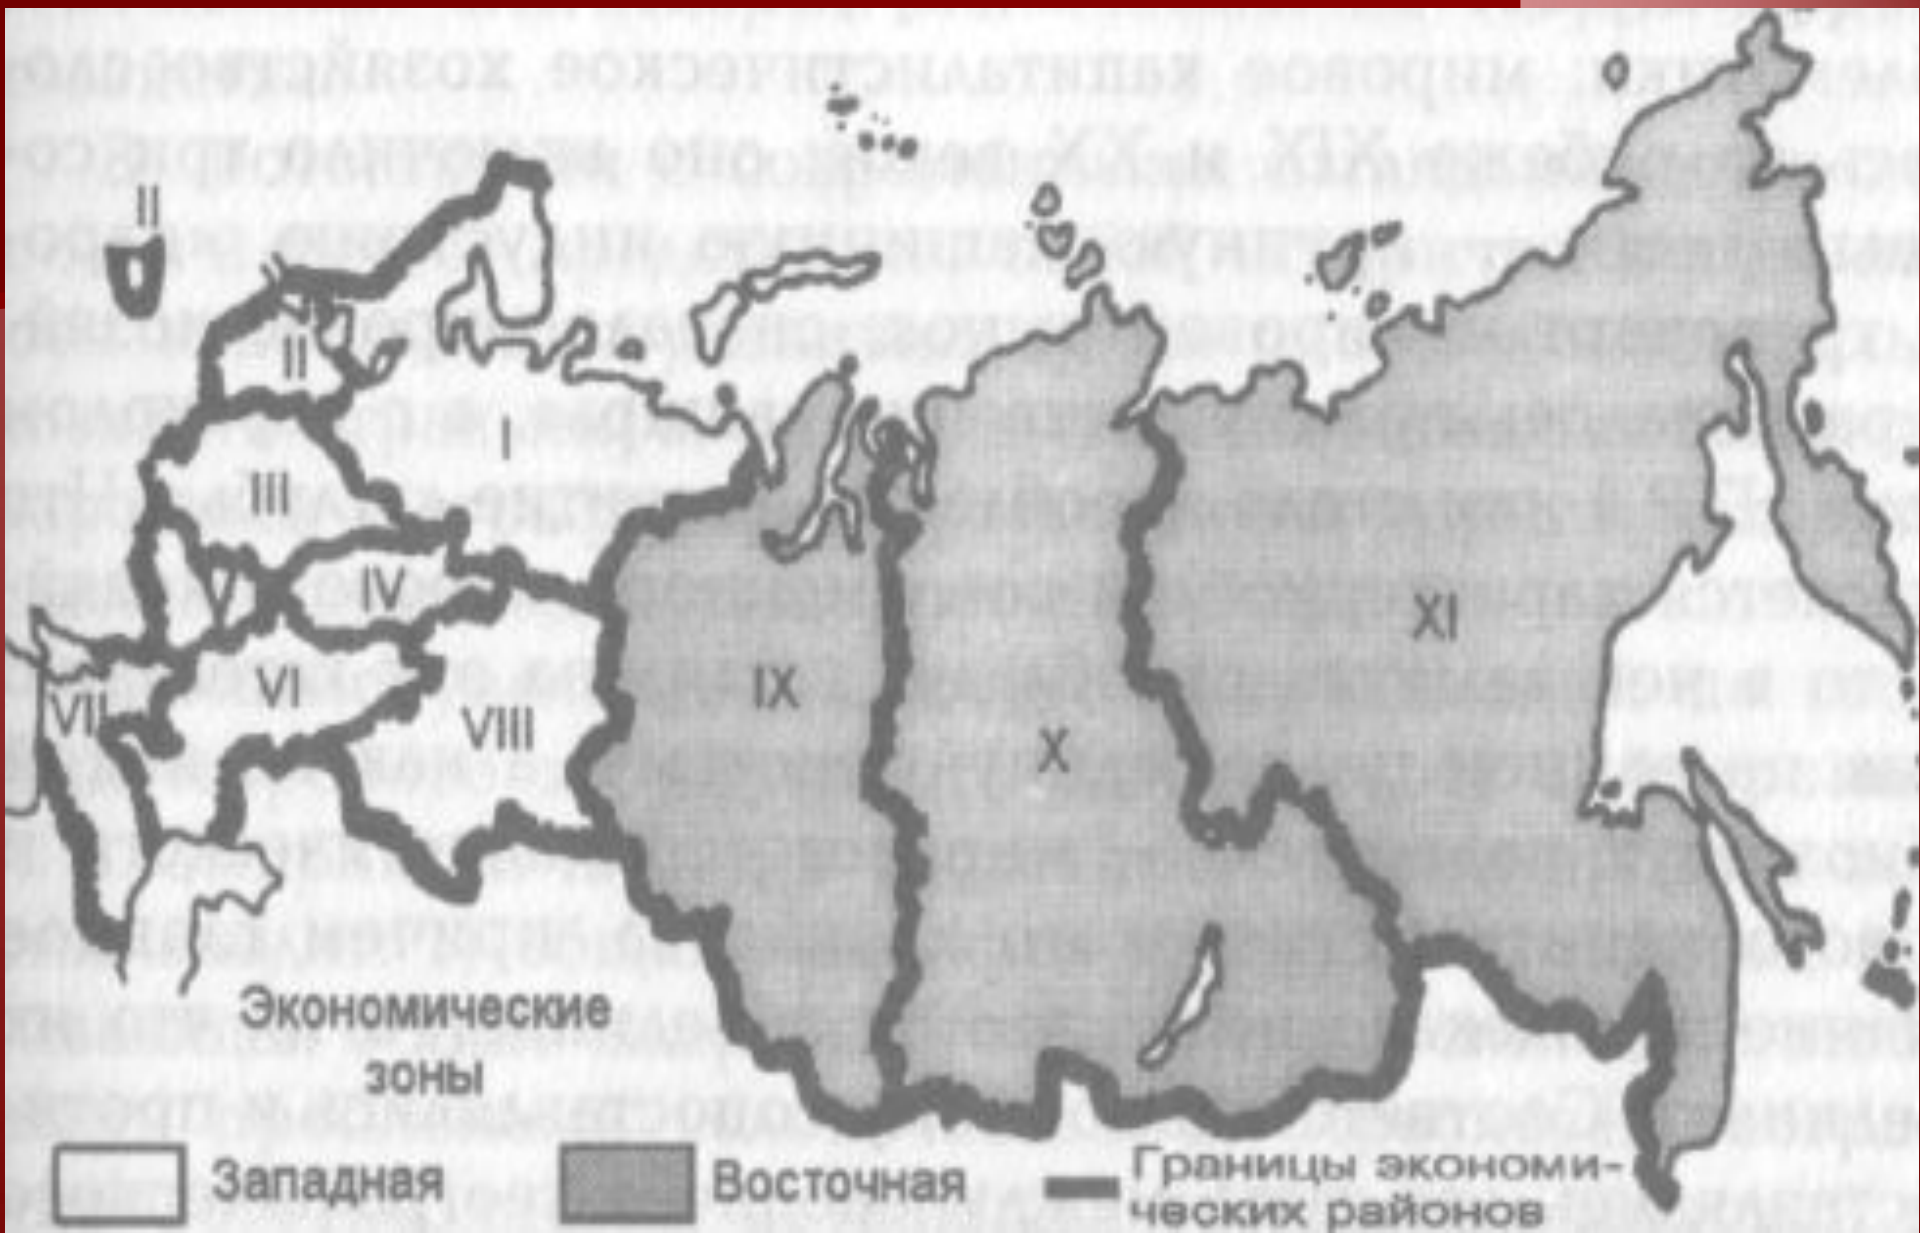 II
II
I
III
IV
V
VI
VII
VIII
IX
X
XI
Экономические
зоны
Западная
Восточная
Границы экономи-
ческих районов